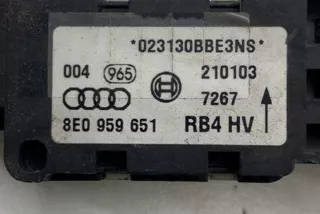 *023130BBE3NS*
004 965 210103
7267
8E0 959 651 RB4 HV